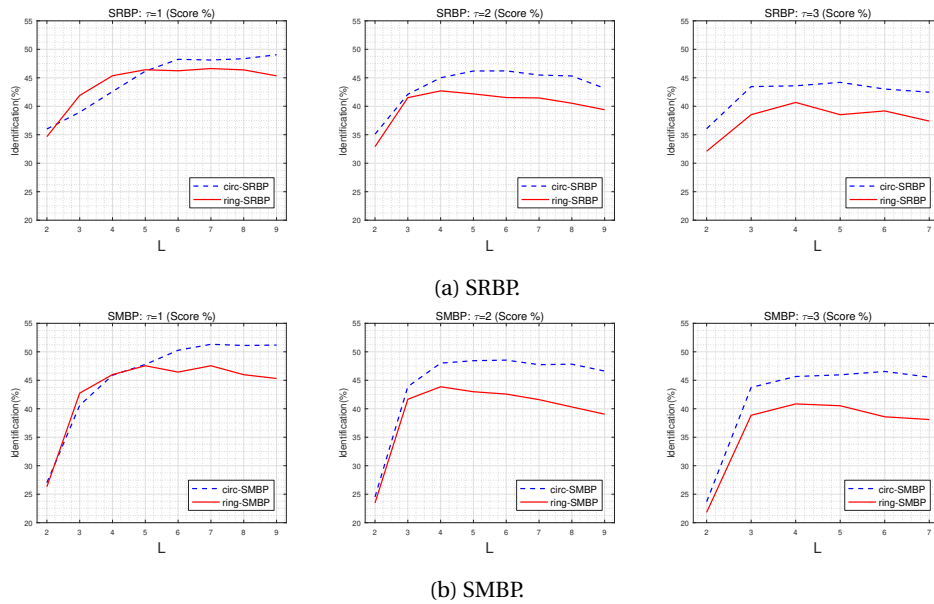 SRBP: τ=1 (Score %)
55
50
45
40
35
30
25
20
Identification(%)
2 3 4 5 6 7 8 9
L
circ-SRBP
ring-SRBP
SRBP: τ=2 (Score %)
55
50
45
40
35
30
25
20
Identification(%)
2 3 4 5 6 7 8 9
L
circ-SRBP
ring-SRBP
SRBP: τ=3 (Score %)
55
50
45
40
35
30
25
20
Identification(%)
2 3 4 5 6 7
L
circ-SRBP
ring-SRBP
(a) SRBP.
SMBP: τ=1 (Score %)
55
50
45
40
35
30
25
20
Identification(%)
2 3 4 5 6 7 8 9
L
circ-SMBP
ring-SMBP
SMBP: τ=2 (Score %)
55
50
45
40
35
30
25
20
Identification(%)
2 3 4 5 6 7 8 9
L
circ-SMBP
ring-SMBP
SMBP: τ=3 (Score %)
55
50
45
40
35
30
25
20
Identification(%)
2 3 4 5 6 7
L
circ-SMBP
ring-SMBP
(b) SMBP.